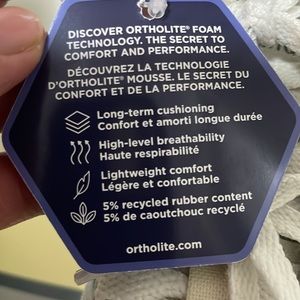 DISCOVER ORTHOLITE® FOAM
TECHNOLOGY. THE SECRET TO
COMFORT AND PERFORMANCE.
DÉCOUVREZ LA TECHNOLOGIE
D'ORTHOLITE® MOUSSE. LE SECRET DU
CONFORT ET DE LA PERFORMANCE.
Long-term cushioning
Confort et amorti longue durée
High-level breathability
Haute respirabilité
Lightweight comfort
Légère et confortable
5% recycled rubber content
5% de caoutchouc recyclé
ortholite.com